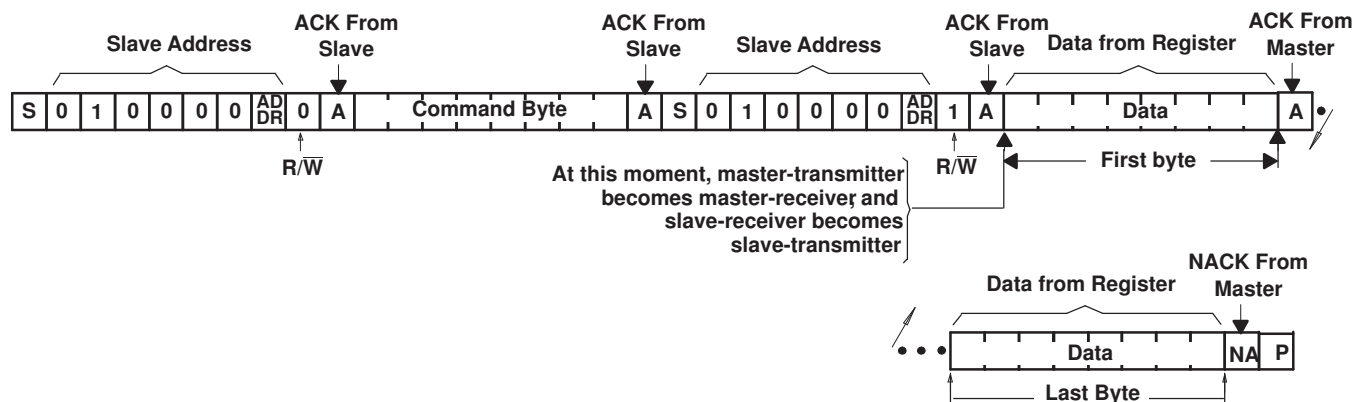 Slave Address
ACK From
Slave
ACK From
Slave
Slave Address
ACK From
Slave
Data from Register
ACK From
Master
S 0 1 0 0 0 0 AD DR 0 A Command Byte A S 0 1 0 0 0 0 AD DR 1 A Data A
R/W̅
R/W̅
First byte
At this moment, master-transmitter
becomes master-receiver, and
slave-receiver becomes
slave-transmitter
Data from Register
NACK From
Master
Data NA P
Last Byte